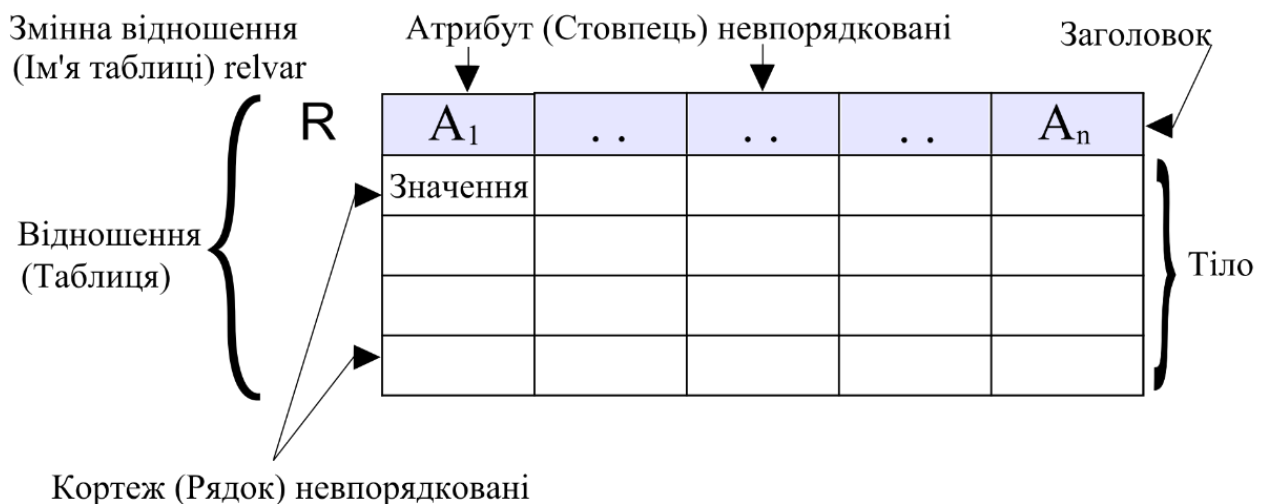 Змінна відношення
(Ім'я таблиці) relvar
Атрибут (Стовпець) невпорядковані
Заголовок
R
A1
. .
. .
. .
An
Значення
Відношення
(Таблиця)
Тіло
Кортеж (Рядок) невпорядковані